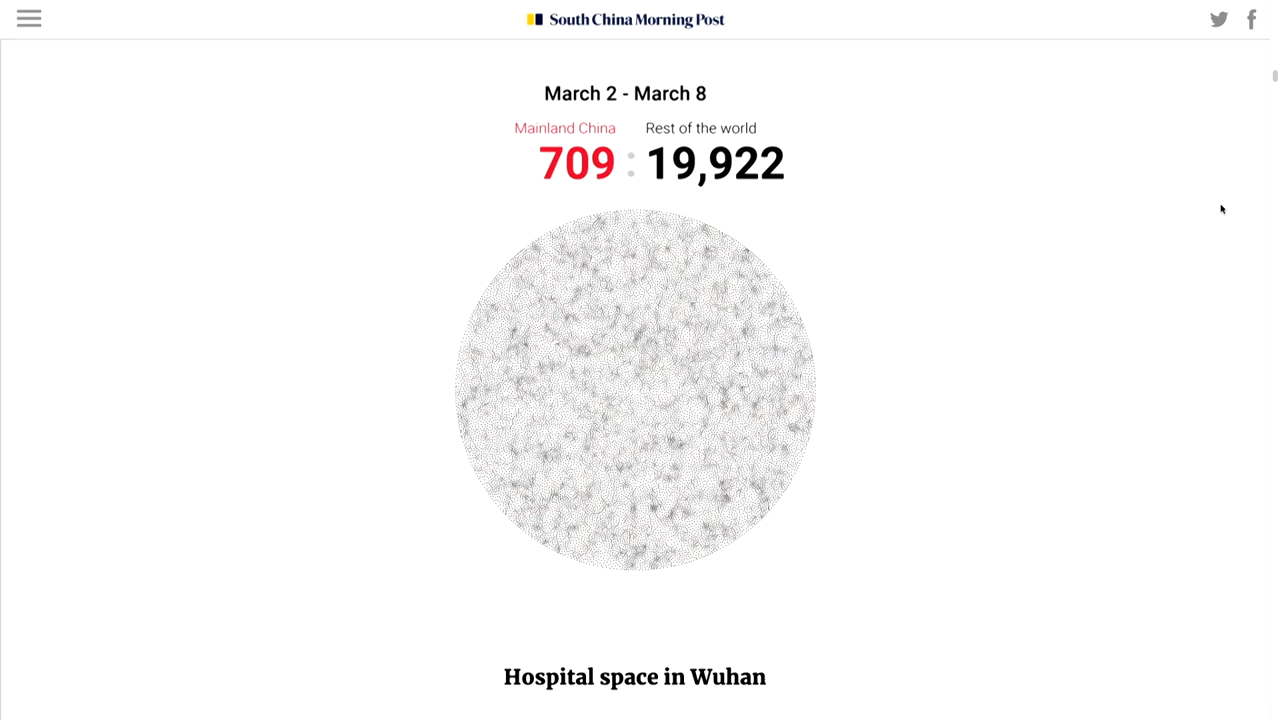 South China Morning Post
March 2 - March 8
Mainland China Rest of the world
709 : 19,922
Hospital space in Wuhan